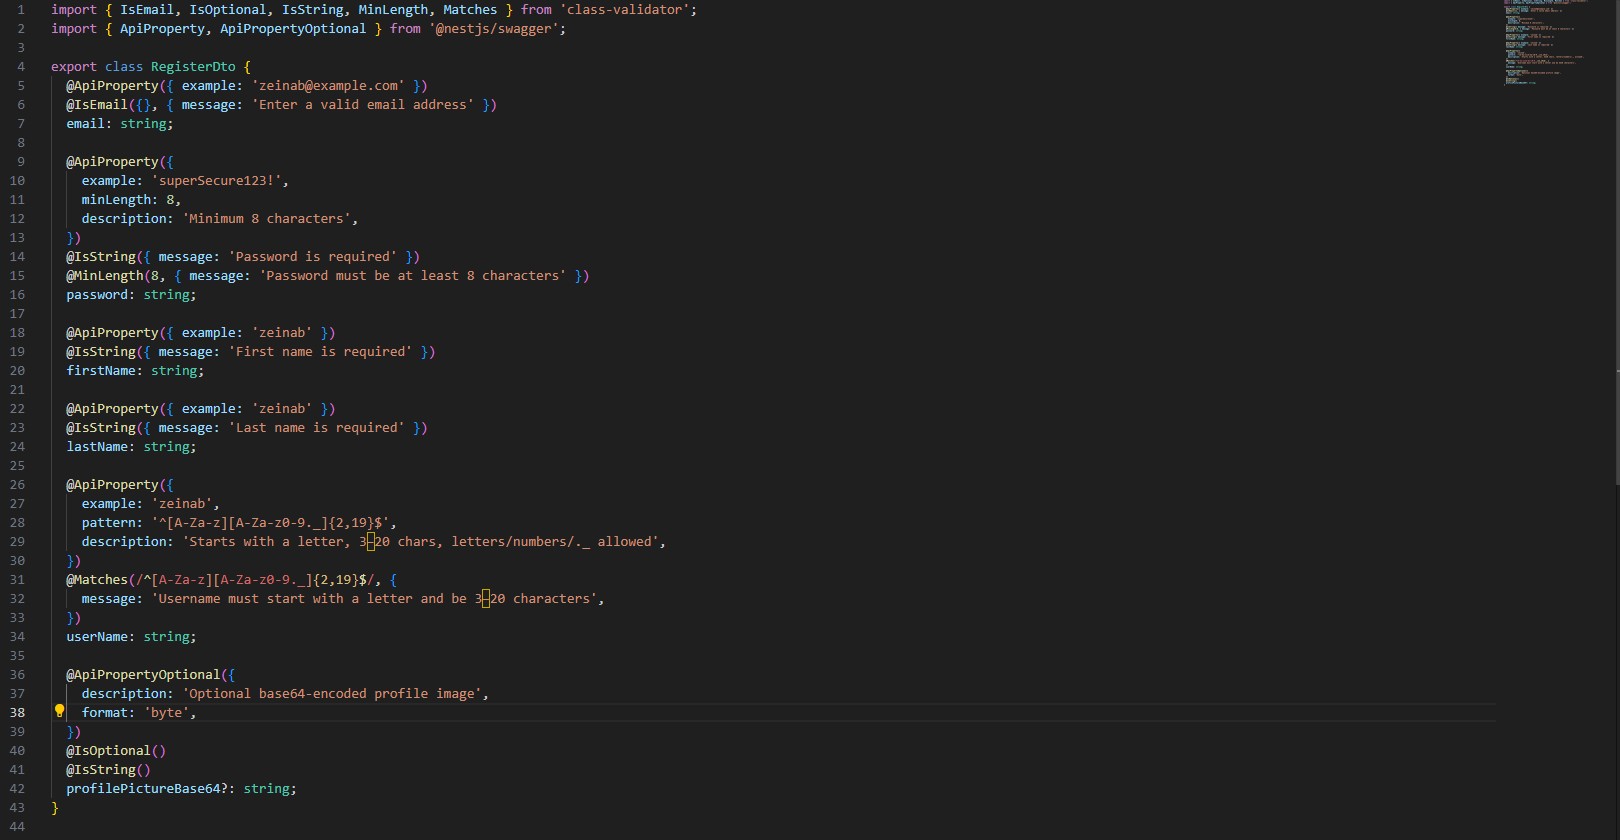 1 import { IsEmail, IsOptional, IsString, MinLength, Matches } from 'class-validator';
2 import { ApiProperty, ApiPropertyOptional } from '@nestjs/swagger';
3
4 export class RegisterDto {
5   @ApiProperty({ example: 'zeinab@example.com' })
6   @IsEmail({}, { message: 'Enter a valid email address' })
7   email: string;
8
9   @ApiProperty({
10     example: 'superSecure123!',
11     minLength: 8,
12     description: 'Minimum 8 characters',
13   })
14   @IsString({ message: 'Password is required' })
15   @MinLength(8, { message: 'Password must be at least 8 characters' })
16   password: string;
17
18   @ApiProperty({ example: 'zeinab' })
19   @IsString({ message: 'First name is required' })
20   firstName: string;
21
22   @ApiProperty({ example: 'zeinab' })
23   @IsString({ message: 'Last name is required' })
24   lastName: string;
25
26   @ApiProperty({
27     example: 'zeinab',
28     pattern: '^[A-Za-z][A-Za-z0-9._]{2,19}$',
29     description: 'Starts with a letter, 3–20 chars, letters/numbers/._ allowed',
30   })
31   @Matches(/^[A-Za-z][A-Za-z0-9._]{2,19}$/, {
32     message: 'Username must start with a letter and be 3–20 characters',
33   })
34   userName: string;
35
36   @ApiPropertyOptional({
37     description: 'Optional base64-encoded profile image',
38     format: 'byte',
39   })
40   @IsOptional()
41   @IsString()
42   profilePictureBase64?: string;
43 }
44